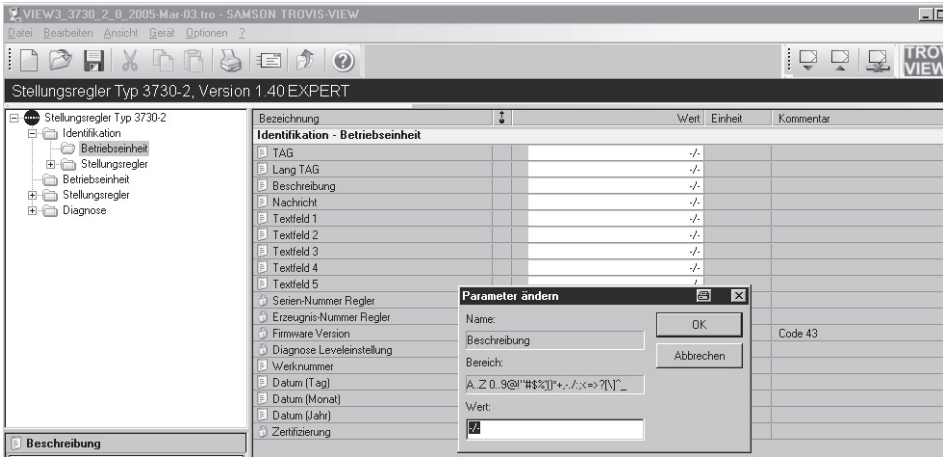 VIEW3_3730_2_0_2005-Mar-03.tro - SAMSON TROVIS-VIEW
Datei Bearbeiten Ansicht Gerät Optionen ?
TROV
VIEW
Stellungsregler Typ 3730-2, Version 1.40 EXPERT
Stellungsregler Typ 3730-2
Identifikation
Betriebseinheit
Stellungsregler
Betriebseinheit
Stellungsregler
Diagnose
Beschreibung
Bezeichnung Wert Einheit Kommentar
Identifikation - Betriebseinheit
TAG -/-
Lang TAG -/-
Beschreibung -/-
Nachricht -/-
Textfeld 1 -/-
Textfeld 2 -/-
Textfeld 3 -/-
Textfeld 4 -/-
Textfeld 5
Serien-Nummer Regler
Erzeugnis-Nummer Regler
Firmware Version Code 43
Diagnose Leveleinstellung
Werknummer
Datum (Tag)
Datum (Monat)
Datum (Jahr)
Zertifizierung
Parameter ändern
Name:
Beschreibung
Bereich:
A..Z 0..9@!"#$%'()*+,-./:;<=>?[\]^_
Wert:
-/-
OK
Abbrechen